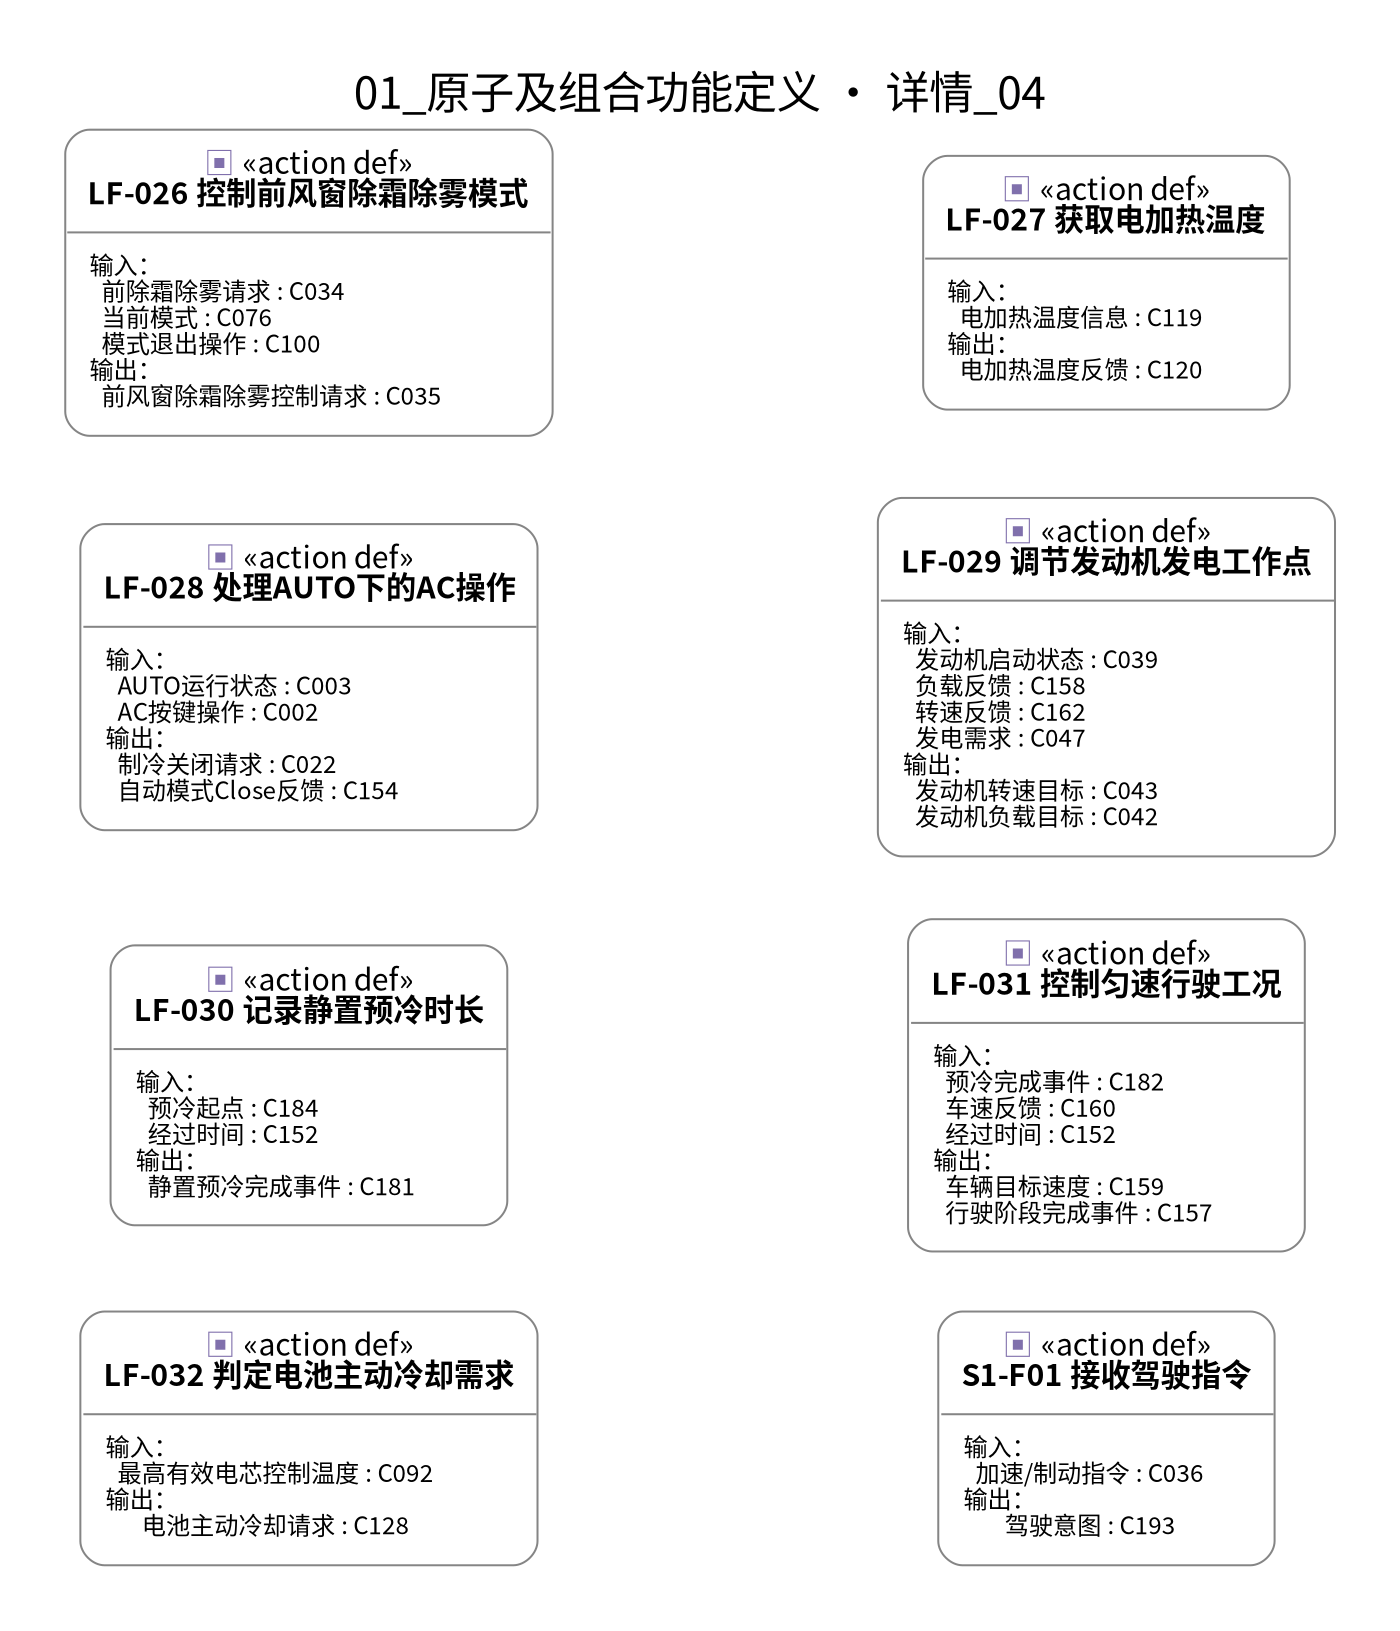 01_原子及组合功能定义 · 详情_04
«action def»
LF-026 控制前风窗除霜除雾模式
输入：
前除霜除雾请求 : C034
当前模式 : C076
模式退出操作 : C100
输出：
前风窗除霜除雾控制请求 : C035
«action def»
LF-027 获取电加热温度
输入：
电加热温度信息 : C119
输出：
电加热温度反馈 : C120
«action def»
LF-028 处理AUTO下的AC操作
输入：
AUTO运行状态 : C003
AC按键操作 : C002
输出：
制冷关闭请求 : C022
自动模式Close反馈 : C154
«action def»
LF-029 调节发动机发电工作点
输入：
发动机启动状态 : C039
负载反馈 : C158
转速反馈 : C162
发电需求 : C047
输出：
发动机转速目标 : C043
发动机负载目标 : C042
«action def»
LF-030 记录静置预冷时长
输入：
预冷起点 : C184
经过时间 : C152
输出：
静置预冷完成事件 : C181
«action def»
LF-031 控制匀速行驶工况
输入：
预冷完成事件 : C182
车速反馈 : C160
经过时间 : C152
输出：
车辆目标速度 : C159
行驶阶段完成事件 : C157
«action def»
LF-032 判定电池主动冷却需求
输入：
最高有效电芯控制温度 : C092
输出：
电池主动冷却请求 : C128
«action def»
S1-F01 接收驾驶指令
输入：
加速/制动指令 : C036
输出：
驾驶意图 : C193